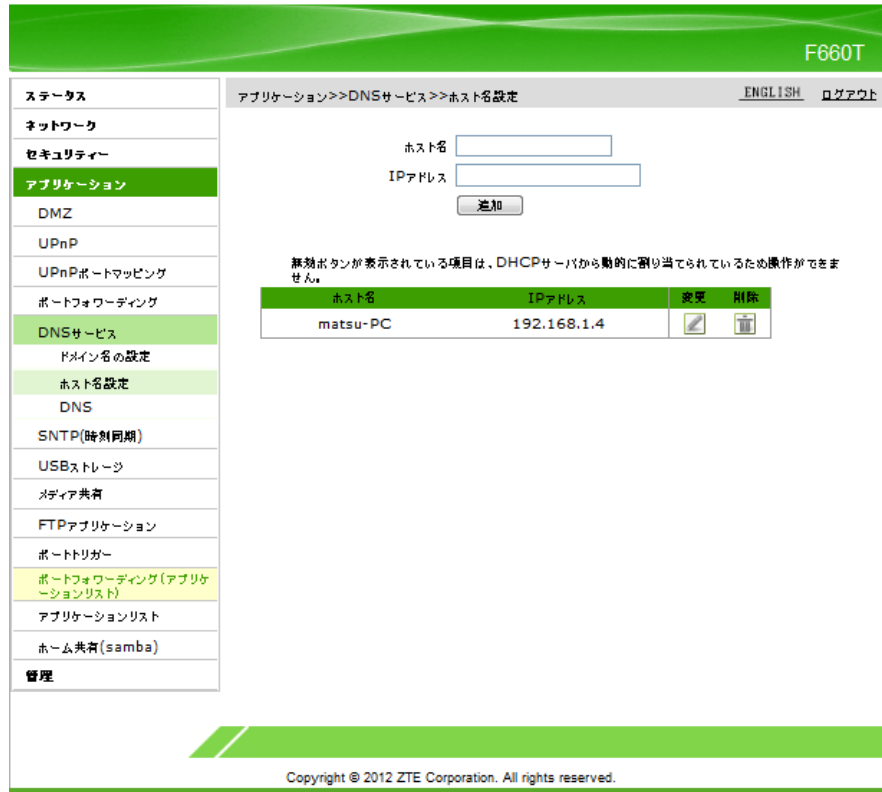 F660T
ステータス
ネットワーク
セキュリティー
アプリケーション
DMZ
UPnP
UPnPポートマッピング
ポートフォワーディング
DNSサービス
ドメイン名の設定
ホスト名設定
DNS
SNTP(時刻同期)
USBストレージ
メディア共有
FTPアプリケーション
ポートトリガー
ポートフォワーディング(アプリケ
ーションリスト)
アプリケーションリスト
ホーム共有(samba)
管理
アプリケーション>>DNSサービス>>ホスト名設定 ENGLISH ログアウト
ホスト名
IPアドレス
追加
無効ボタンが表示されている項目は、DHCPサーバから動的に割り当てられているため操作ができま
せん。
ホスト名 IPアドレス 変更 削除
matsu-PC 192.168.1.4
Copyright © 2012 ZTE Corporation. All rights reserved.